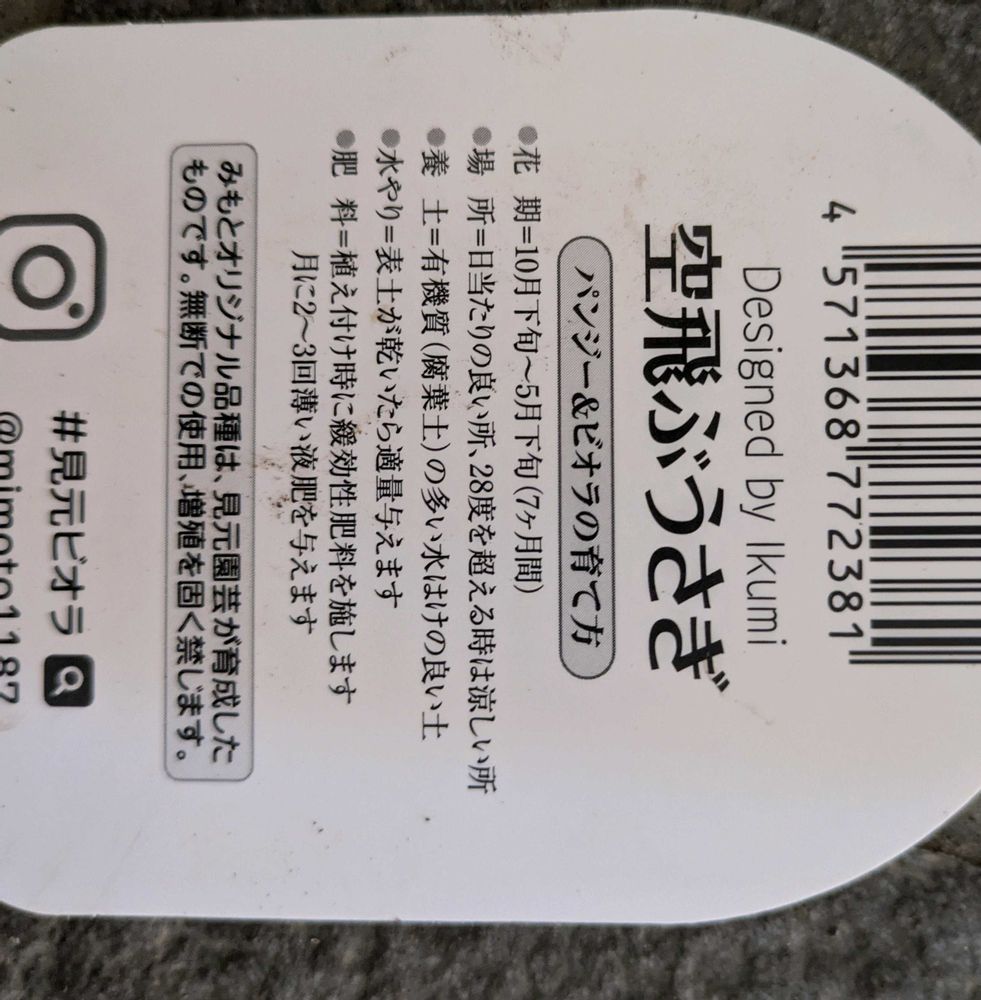 4 571368 772381
Designed by Ikumi
空飛ぶうさぎ
パンジー&ビオラの育て方
●花 期=10月下旬〜5月下旬(7ヶ月間)
●場 所=日当たりの良い所、28度を超える時は涼しい所
●養 土=有機質(腐葉土)の多い水はけの良い土
●水やり=表土が乾いたら適量与えます
●肥 料=植え付け時に緩効性肥料を施します
月に2〜3回薄い液肥を与えます
みもとオリジナル品種は、見元園芸が育成した
ものです。無断での使用、増殖を固く禁じます。
#見元ビオラ
@mimoto1187